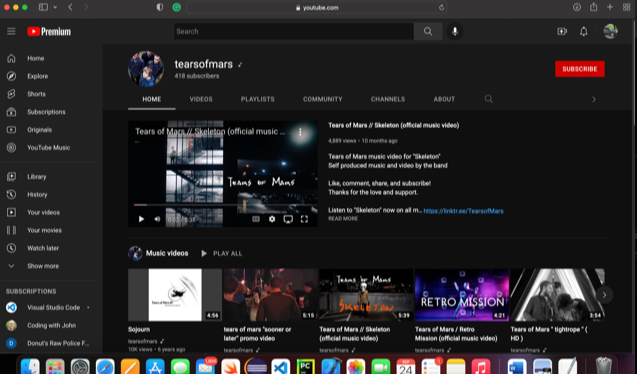 youtube.com
Premium
Search
Home
Explore
Shorts
Subscriptions
Originals
YouTube Music
Library
History
Your videos
Your movies
Watch later
Show more
SUBSCRIPTIONS
Visual Studio Code
Coding with John
Donut's Raw Police F...
tearsofmars
418 subscribers
SUBSCRIBE
HOME VIDEOS PLAYLISTS COMMUNITY CHANNELS ABOUT
Tears of Mars // Skeleton (official music ...
TEARS OF MARS
Tears of Mars // Skeleton (official music video)
4,889 views • 10 months ago
Tears of Mars music video for "Skeleton"
Self produced music and video by the band
Like, comment, share, and subscribe!
Thanks for the love and support.
Listen to "Skeleton" now on all m... https://linktr.ee/TearsofMars
READ MORE
Music videos PLAY ALL
4:56
Sojourn
tearsofmars
10K views • 6 years ago
5:15
tears of mars "sooner or
later" promo video
tearsofmars
TEARS OF MARS
SKELETON
5:39
Tears of Mars // Skeleton
(official music video)
tearsofmars
RETRO MISSION
4:21
Tears of Mars / Retro
Mission (official music video)
tearsofmars
3:54
Tears of Mars " tightrope " (
HD )
tearsofmars
PC
SEP
24